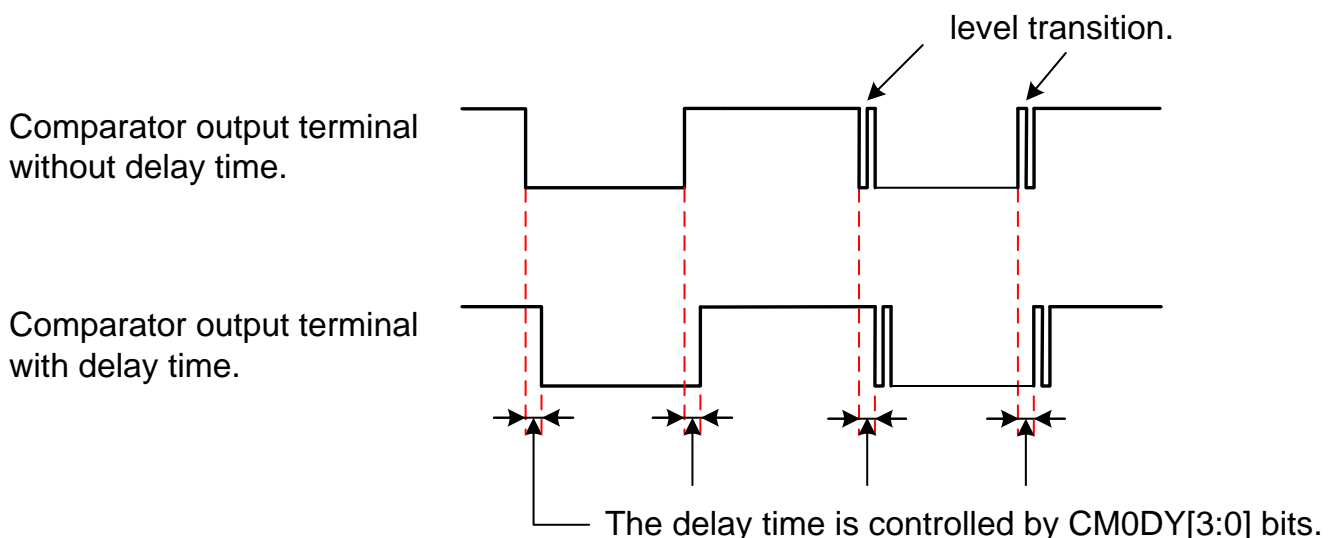 level transition.
Comparator output terminal
without delay time.
Comparator output terminal
with delay time.
The delay time is controlled by CM0DY[3:0] bits.